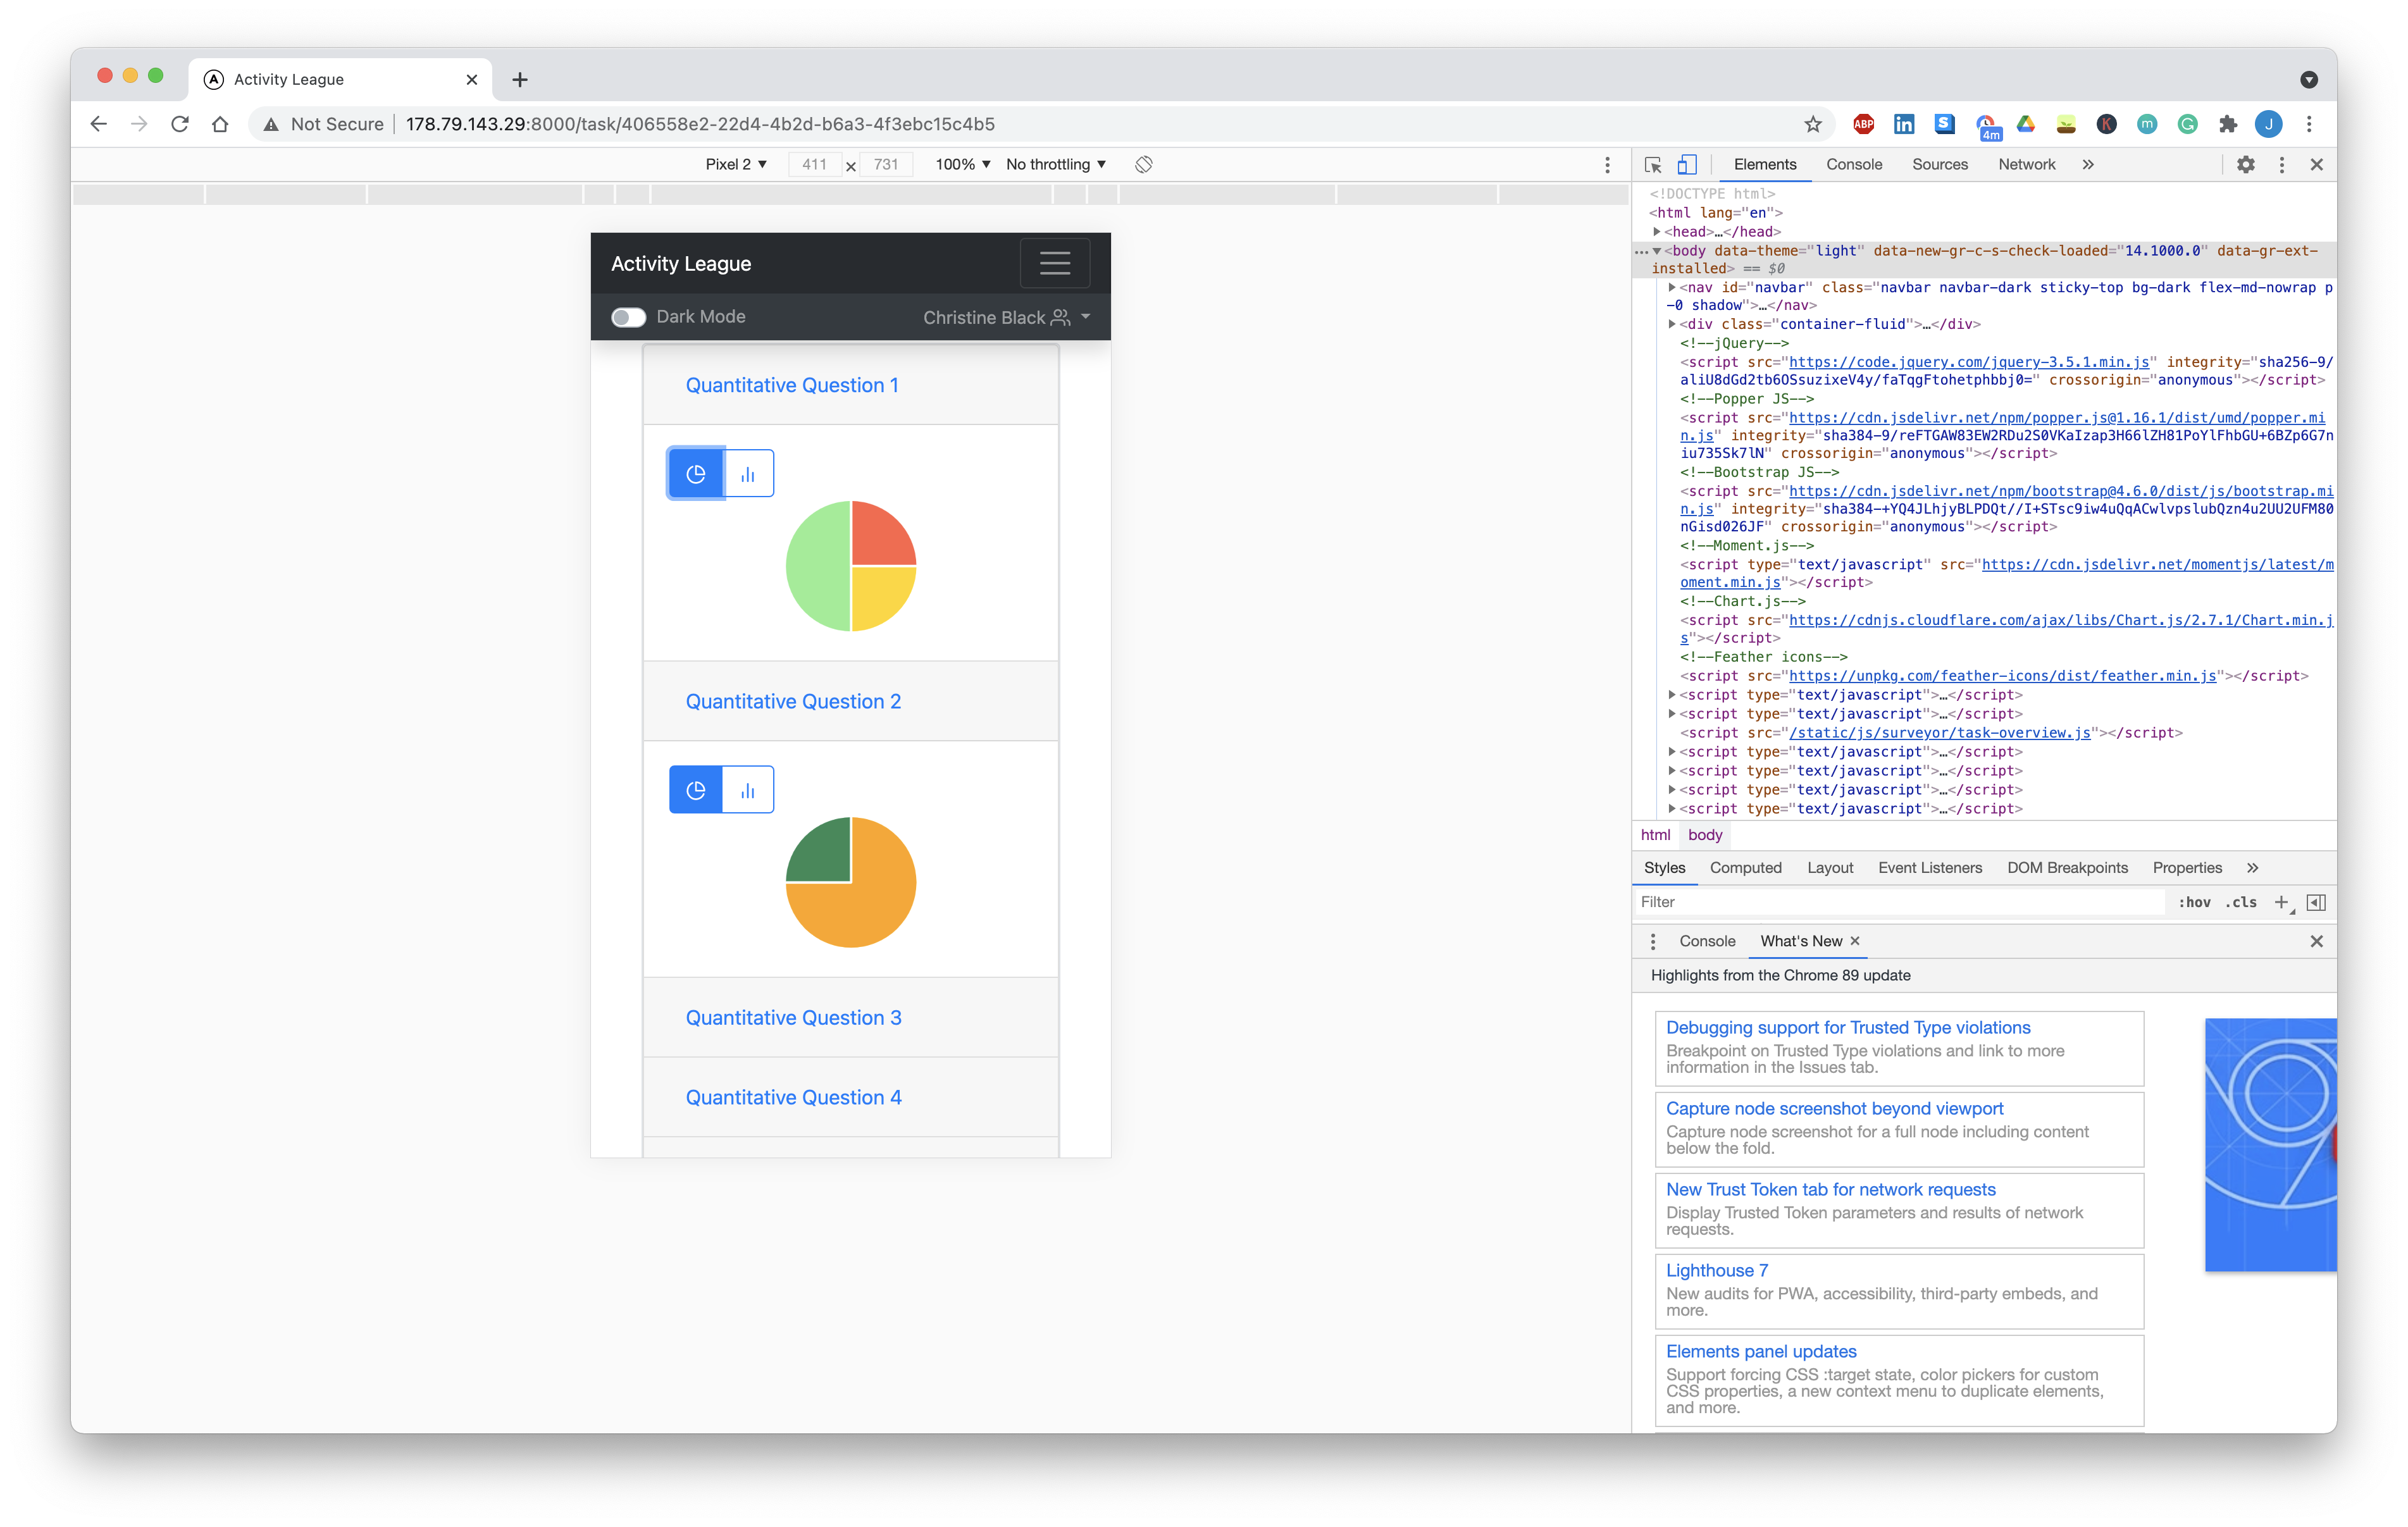 Activity League
Not Secure | 178.79.143.29:8000/task/406558e2-22d4-4b2d-b6a3-4f3ebc15c4b5
ABP
in
S
4m
K
m
G
J
Pixel 2 ▼ 411 × 731 100% ▼ No throttling ▼
Activity League
Dark Mode Christine Black
Quantitative Question 1
Quantitative Question 2
Quantitative Question 3
Quantitative Question 4
Elements Console Sources Network »
<!DOCTYPE html>
<html lang="en">
<head>…</head>
<body data-theme="light" data-new-gr-c-s-check-loaded="14.1000.0" data-gr-ext-
installed> == $0
<nav id="navbar" class="navbar navbar-dark sticky-top bg-dark flex-md-nowrap p
-0 shadow">…</nav>
<div class="container-fluid">…</div>
<!--jQuery-->
<script src="https://code.jquery.com/jquery-3.5.1.min.js" integrity="sha256-9/
aliU8dGd2tb6OSsuzixeV4y/faTqgFtohetphbbj0=" crossorigin="anonymous"></script>
<!--Popper JS-->
<script src="https://cdn.jsdelivr.net/npm/popper.js@1.16.1/dist/umd/popper.mi
n.js" integrity="sha384-9/reFTGAW83EW2RDu2S0VKaIzap3H66lZH81PoYlFhbGU+6BZp6G7n
iu735Sk7lN" crossorigin="anonymous"></script>
<!--Bootstrap JS-->
<script src="https://cdn.jsdelivr.net/npm/bootstrap@4.6.0/dist/js/bootstrap.mi
n.js" integrity="sha384-+YQ4JLhjyBLPDQt//I+STsc9iw4uQqACwlvpslubQzn4u2UU2UFM80
nGisd026JF" crossorigin="anonymous"></script>
<!--Moment.js-->
<script type="text/javascript" src="https://cdn.jsdelivr.net/momentjs/latest/m
oment.min.js"></script>
<!--Chart.js-->
<script src="https://cdnjs.cloudflare.com/ajax/libs/Chart.js/2.7.1/Chart.min.j
s"></script>
<!--Feather icons-->
<script src="https://unpkg.com/feather-icons/dist/feather.min.js"></script>
<script type="text/javascript">…</script>
<script type="text/javascript">…</script>
<script src="/static/js/surveyor/task-overview.js"></script>
<script type="text/javascript">…</script>
<script type="text/javascript">…</script>
<script type="text/javascript">…</script>
<script type="text/javascript">…</script>
html body
Styles Computed Layout Event Listeners DOM Breakpoints Properties »
Filter :hov .cls +
Console What's New ×
Highlights from the Chrome 89 update
Debugging support for Trusted Type violations
Breakpoint on Trusted Type violations and link to more
information in the Issues tab.
Capture node screenshot beyond viewport
Capture node screenshot for a full node including content
below the fold.
New Trust Token tab for network requests
Display Trusted Token parameters and results of network
requests.
Lighthouse 7
New audits for PWA, accessibility, third-party embeds, and
more.
Elements panel updates
Support forcing CSS :target state, color pickers for custom
CSS properties, a new context menu to duplicate elements,
and more.